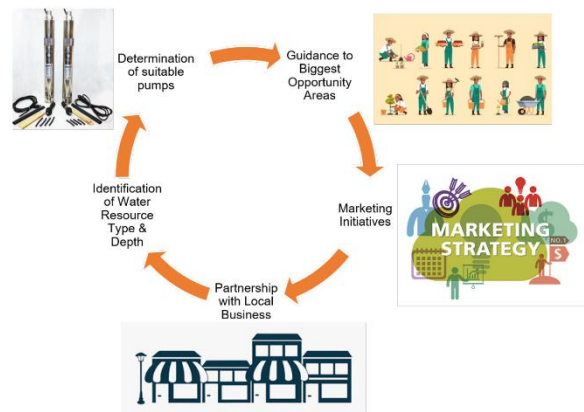 Determination
of suitable
pumps
Guidance to
Biggest
Opportunity
Areas
Identification
of Water
Resource
Type &
Depth
Marketing
Initiatives
MARKETING
STRATEGY
NO.1
S
Partnership
with Local
Business